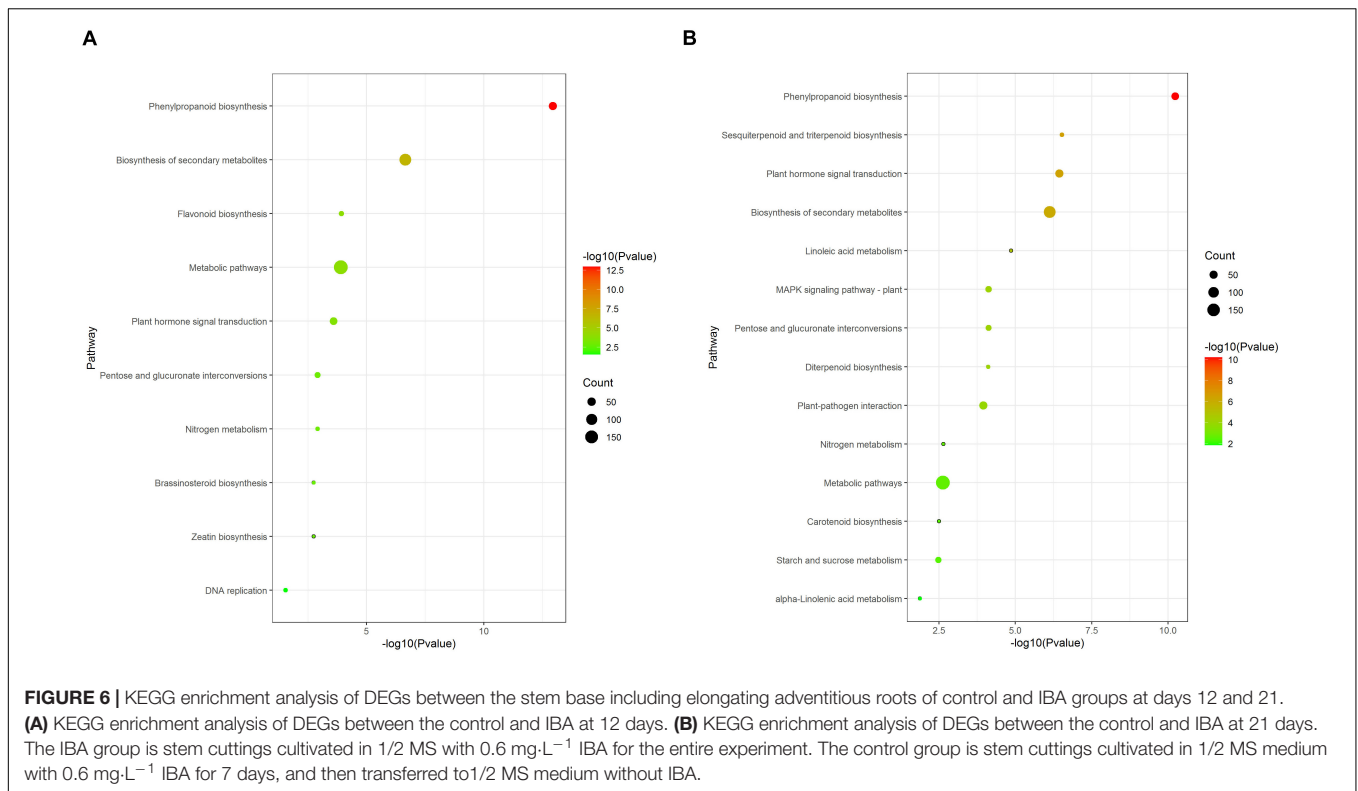 A
Phenylpropanoid biosynthesis
Biosynthesis of secondary metabolites
Flavonoid biosynthesis
Metabolic pathways
Plant hormone signal transduction
Pentose and glucuronate interconversions
Nitrogen metabolism
Brassinosteroid biosynthesis
Zeatin biosynthesis
DNA replication
Pathway
5
10
-log10(Pvalue)
-log10(Pvalue)
12.5
10.0
7.5
5.0
2.5
Count
50
100
150
B
Phenylpropanoid biosynthesis
Sesquiterpenoid and triterpenoid biosynthesis
Plant hormone signal transduction
Biosynthesis of secondary metabolites
Linoleic acid metabolism
MAPK signaling pathway - plant
Pentose and glucuronate interconversions
Diterpenoid biosynthesis
Plant-pathogen interaction
Nitrogen metabolism
Metabolic pathways
Carotenoid biosynthesis
Starch and sucrose metabolism
alpha-Linolenic acid metabolism
Pathway
2.5
5.0
7.5
10.0
-log10(Pvalue)
Count
50
100
150
-log10(Pvalue)
10
8
6
4
2
FIGURE 6 | KEGG enrichment analysis of DEGs between the stem base including elongating adventitious roots of control and IBA groups at days 12 and 21.
(A) KEGG enrichment analysis of DEGs between the control and IBA at 12 days. (B) KEGG enrichment analysis of DEGs between the control and IBA at 21 days.
The IBA group is stem cuttings cultivated in 1/2 MS with 0.6 mg·L⁻¹ IBA for the entire experiment. The control group is stem cuttings cultivated in 1/2 MS medium
with 0.6 mg·L⁻¹ IBA for 7 days, and then transferred to1/2 MS medium without IBA.